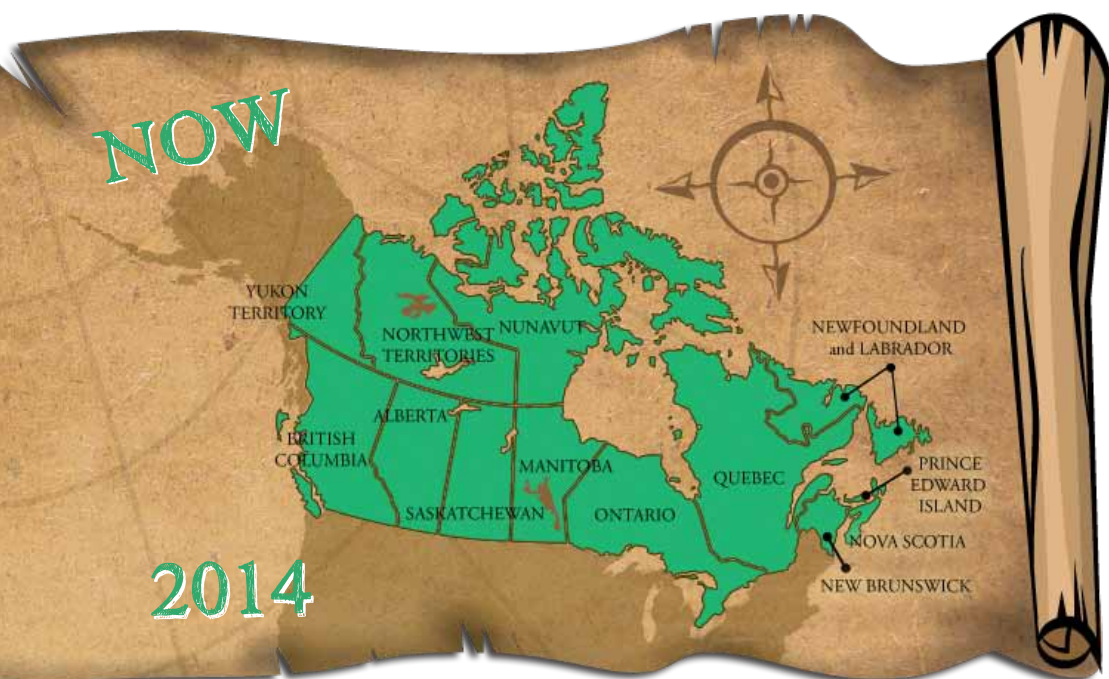 NOW
YUKON
TERRITORY
NORTHWEST
TERRITORIES
NUNAVUT
NEWFOUNDLAND
and LABRADOR
ALBERTA
BRITISH
COLUMBIA
MANITOBA
SASKATCHEWAN
ONTARIO
QUEBEC
PRINCE
EDWARD
ISLAND
NOVA SCOTIA
NEW BRUNSWICK
2014